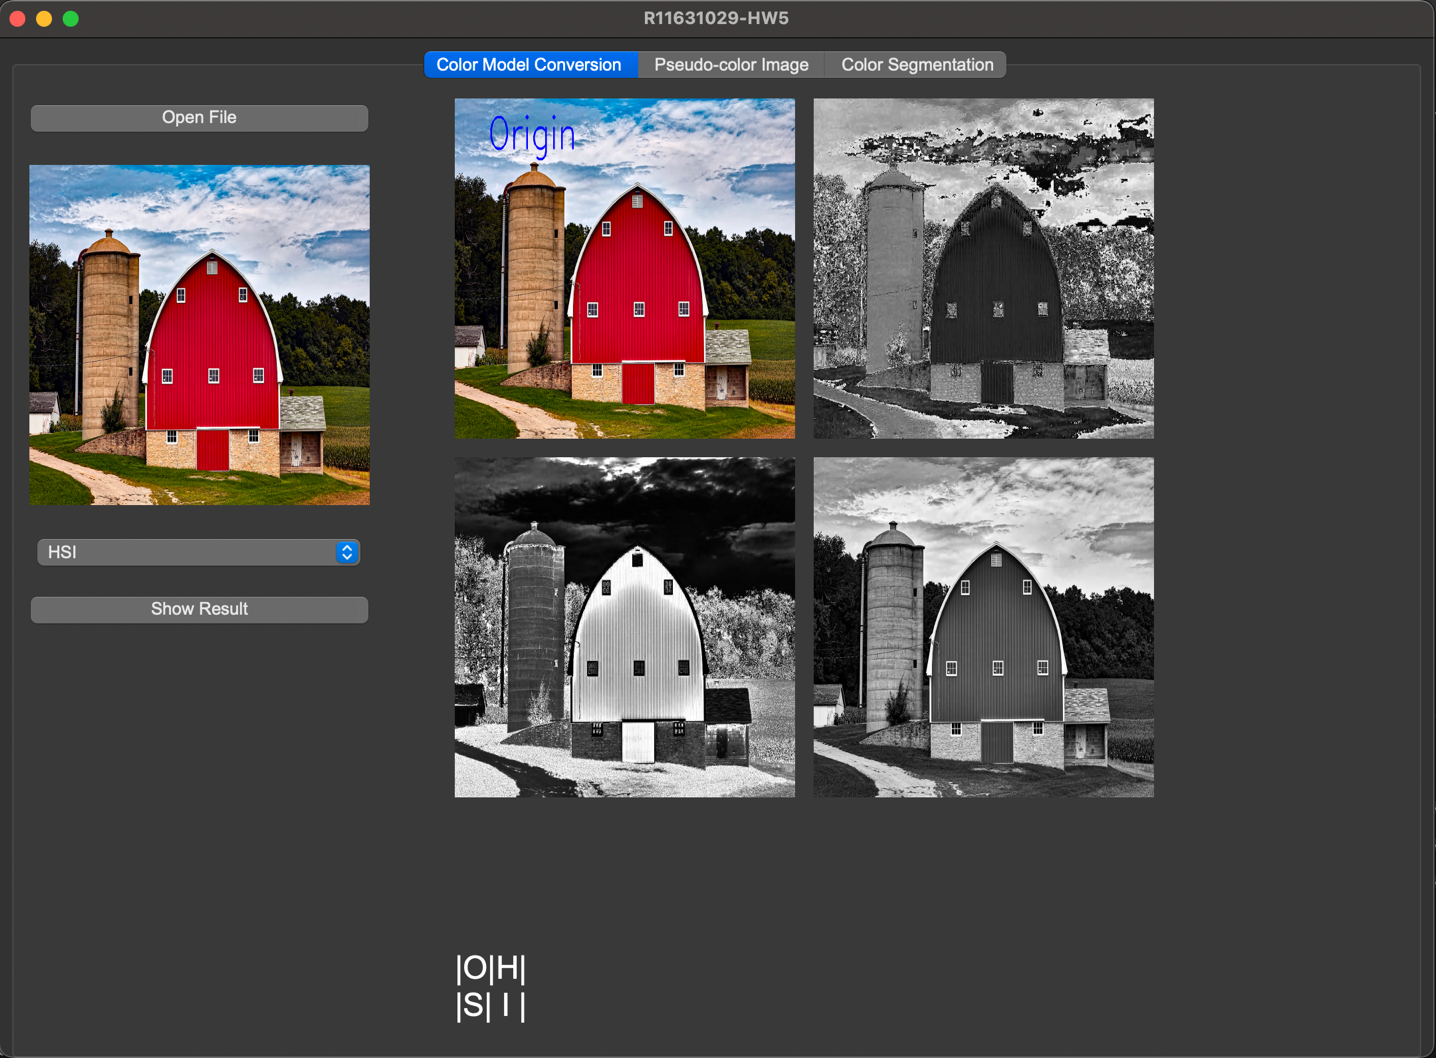 R11631029-HW5
Color Model Conversion
Pseudo-color Image
Color Segmentation
Open File
Origin
HSI
Show Result
|O|H|
|S| I |